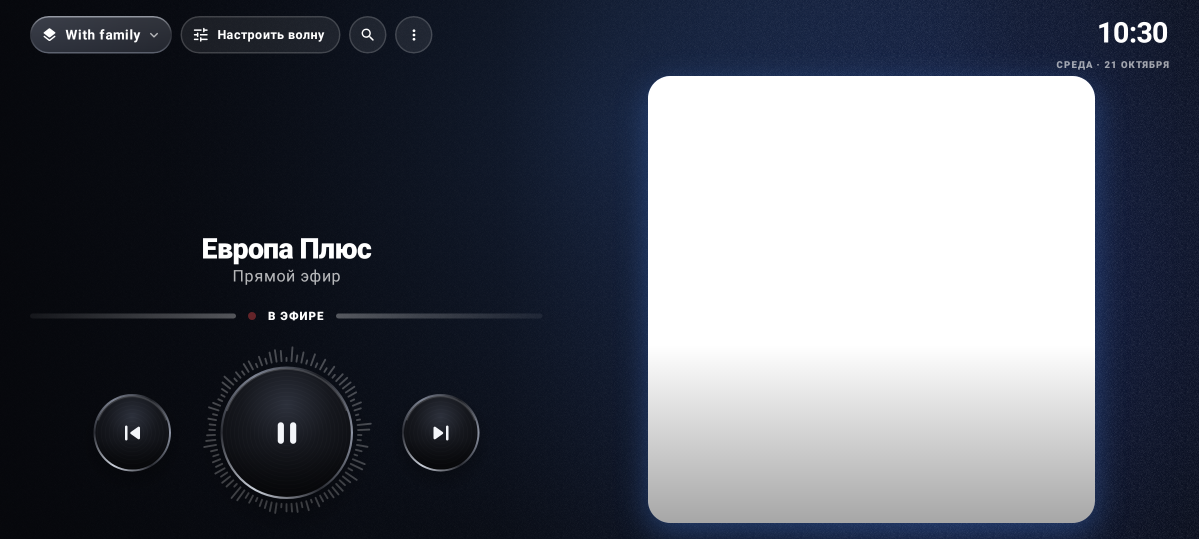 With family
Настроить волну
10:30
СРЕДА · 21 ОКТЯБРЯ
Европа Плюс
Прямой эфир
В ЭФИРЕ